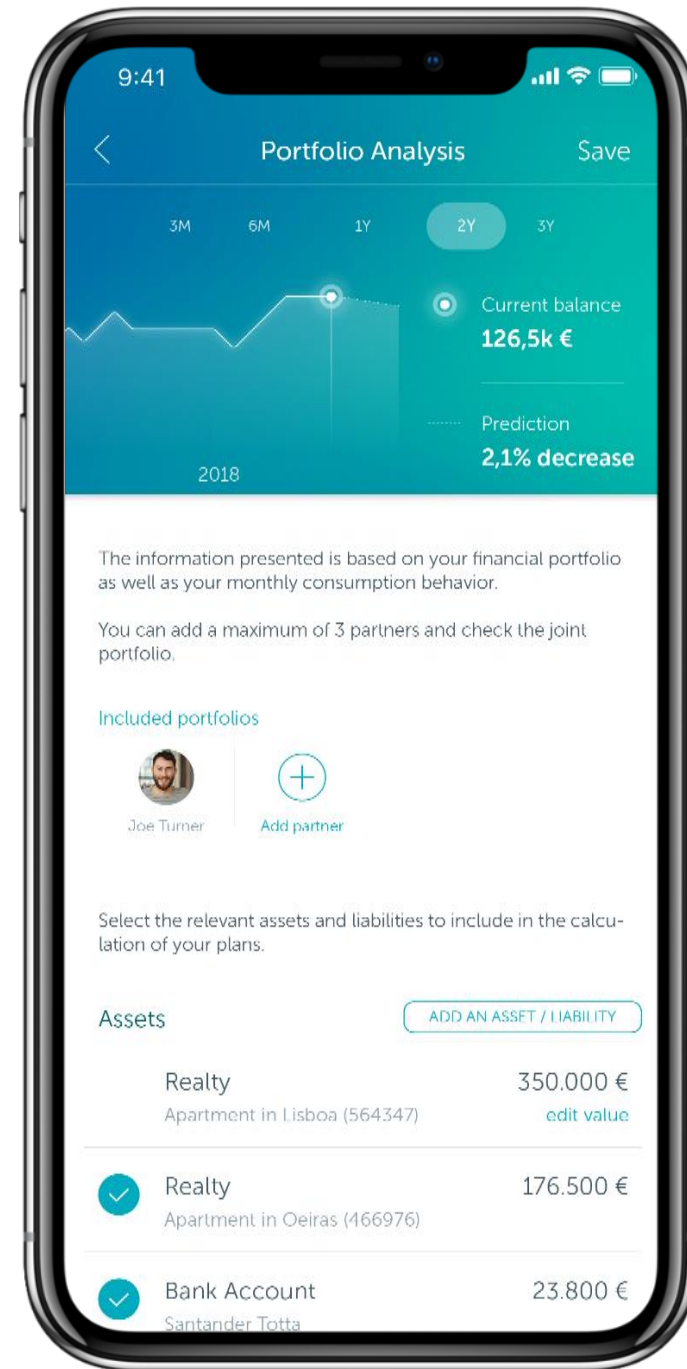 9:41
Portfolio Analysis
Save
3M 6M 1Y 2Y 3Y
Current balance
126,5k €
Prediction
2,1% decrease
2018
The information presented is based on your financial portfolio
as well as your monthly consumption behavior.
You can add a maximum of 3 partners and check the joint
portfolio.
Included portfolios
Joe Turner
Add partner
Select the relevant assets and liabilities to include in the calcu-
lation of your plans.
Assets
ADD AN ASSET / LIABILITY
Realty
350.000 €
Apartment in Lisboa (564347)
edit value
Realty
176.500 €
Apartment in Oeiras (466976)
Bank Account
23.800 €
Santander Totta